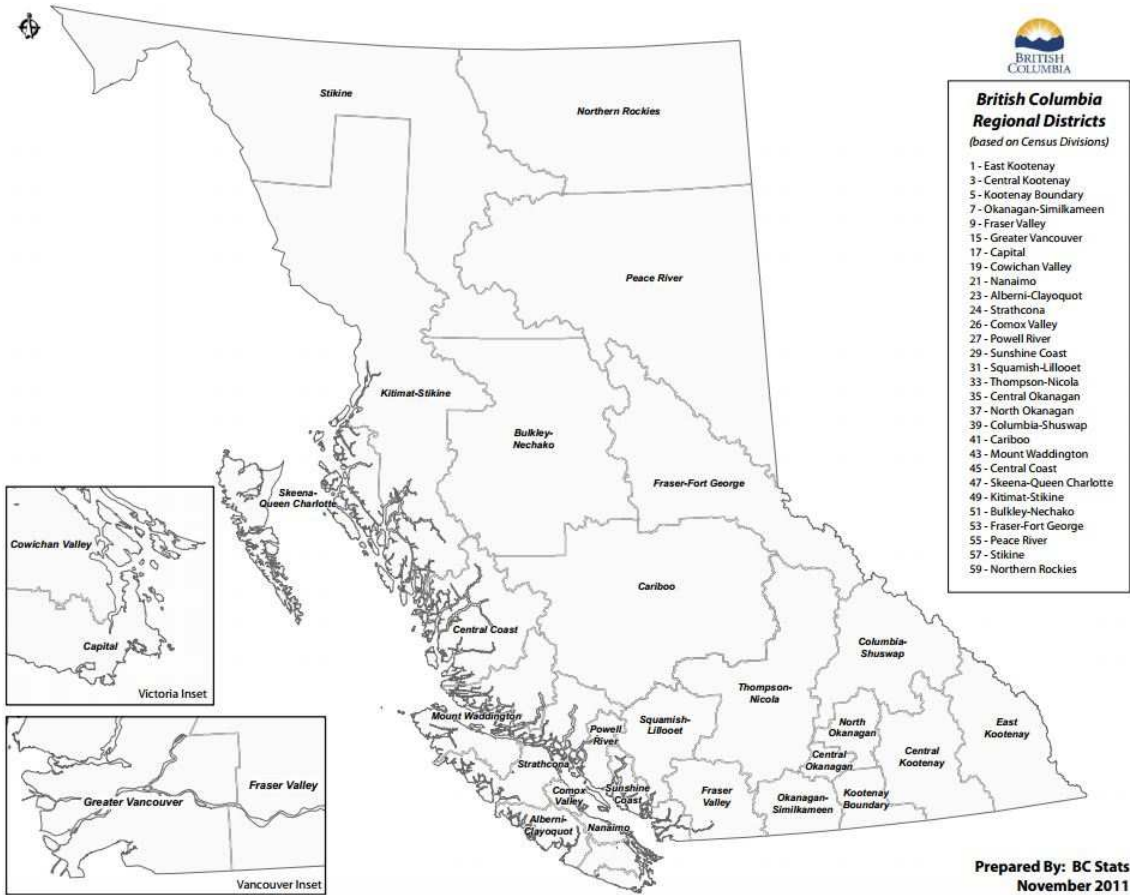 BRITISH
COLUMBIA
British Columbia
Regional Districts
(based on Census Divisions)
1 - East Kootenay
3 - Central Kootenay
5 - Kootenay Boundary
7 - Okanagan-Similkameen
9 - Fraser Valley
15 - Greater Vancouver
17 - Capital
19 - Cowichan Valley
21 - Nanaimo
23 - Alberni-Clayoquot
24 - Strathcona
26 - Comox Valley
27 - Powell River
29 - Sunshine Coast
31 - Squamish-Lillooet
33 - Thompson-Nicola
35 - Central Okanagan
37 - North Okanagan
39 - Columbia-Shuswap
41 - Cariboo
43 - Mount Waddington
45 - Central Coast
47 - Skeena-Queen Charlotte
49 - Kitimat-Stikine
51 - Bulkley-Nechako
53 - Fraser-Fort George
55 - Peace River
57 - Stikine
59 - Northern Rockies
Stikine
Northern Rockies
Peace River
Kitimat-Stikine
Bulkley-
Nechako
Fraser-Fort George
Skeena-
Queen Charlotte
Cariboo
Central Coast
Columbia-
Shuswap
Thompson-
Nicola
Mount Waddington
Powell
River
Squamish-
Lillooet
North
Okanagan
East
Kootenay
Central
Okanagan
Central
Kootenay
Strathcona
Comox
Valley
Sunshine
Coast
Fraser
Valley
Okanagan-
Similkameen
Kootenay
Boundary
Alberni-
Clayoquot
Nanaimo
Cowichan Valley
Capital
Victoria Inset
Greater Vancouver
Fraser Valley
Vancouver Inset
Prepared By: BC Stats
November 2011